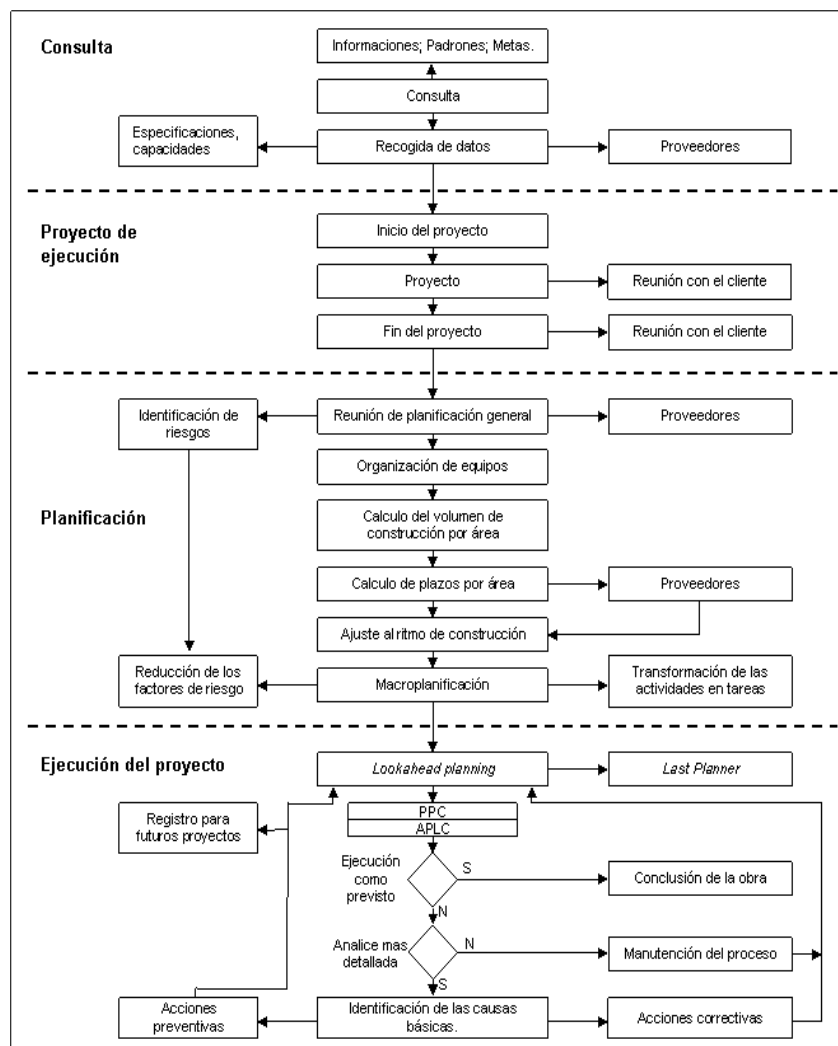 Consulta
Informaciones; Padrones; Metas.
Consulta
Especificaciones,
capacidades
Recogida de datos
Proveedores
Proyecto de
ejecución
Inicio del proyecto
Proyecto
Reunión con el cliente
Fin del proyecto
Reunión con el cliente
Identificación de
riesgos
Reunión de planificación general
Proveedores
Organización de equipos
Planificación
Calculo del volumen de
construcción por área
Calculo de plazos por área
Proveedores
Ajuste al ritmo de construcción
Reducción de los
factores de riesgo
Macroplanificación
Transformación de las
actividades en tareas
Ejecución del proyecto
Lookahead planning
Last Planner
Registro para
futuros proyectos
PPC
APLC
Ejecución
como
previsto
S
Conclusión de la obra
N
Analice mas
detallada
N
Manutención del proceso
S
Acciones
preventivas
Identificación de las causas
básicas.
Acciones correctivas